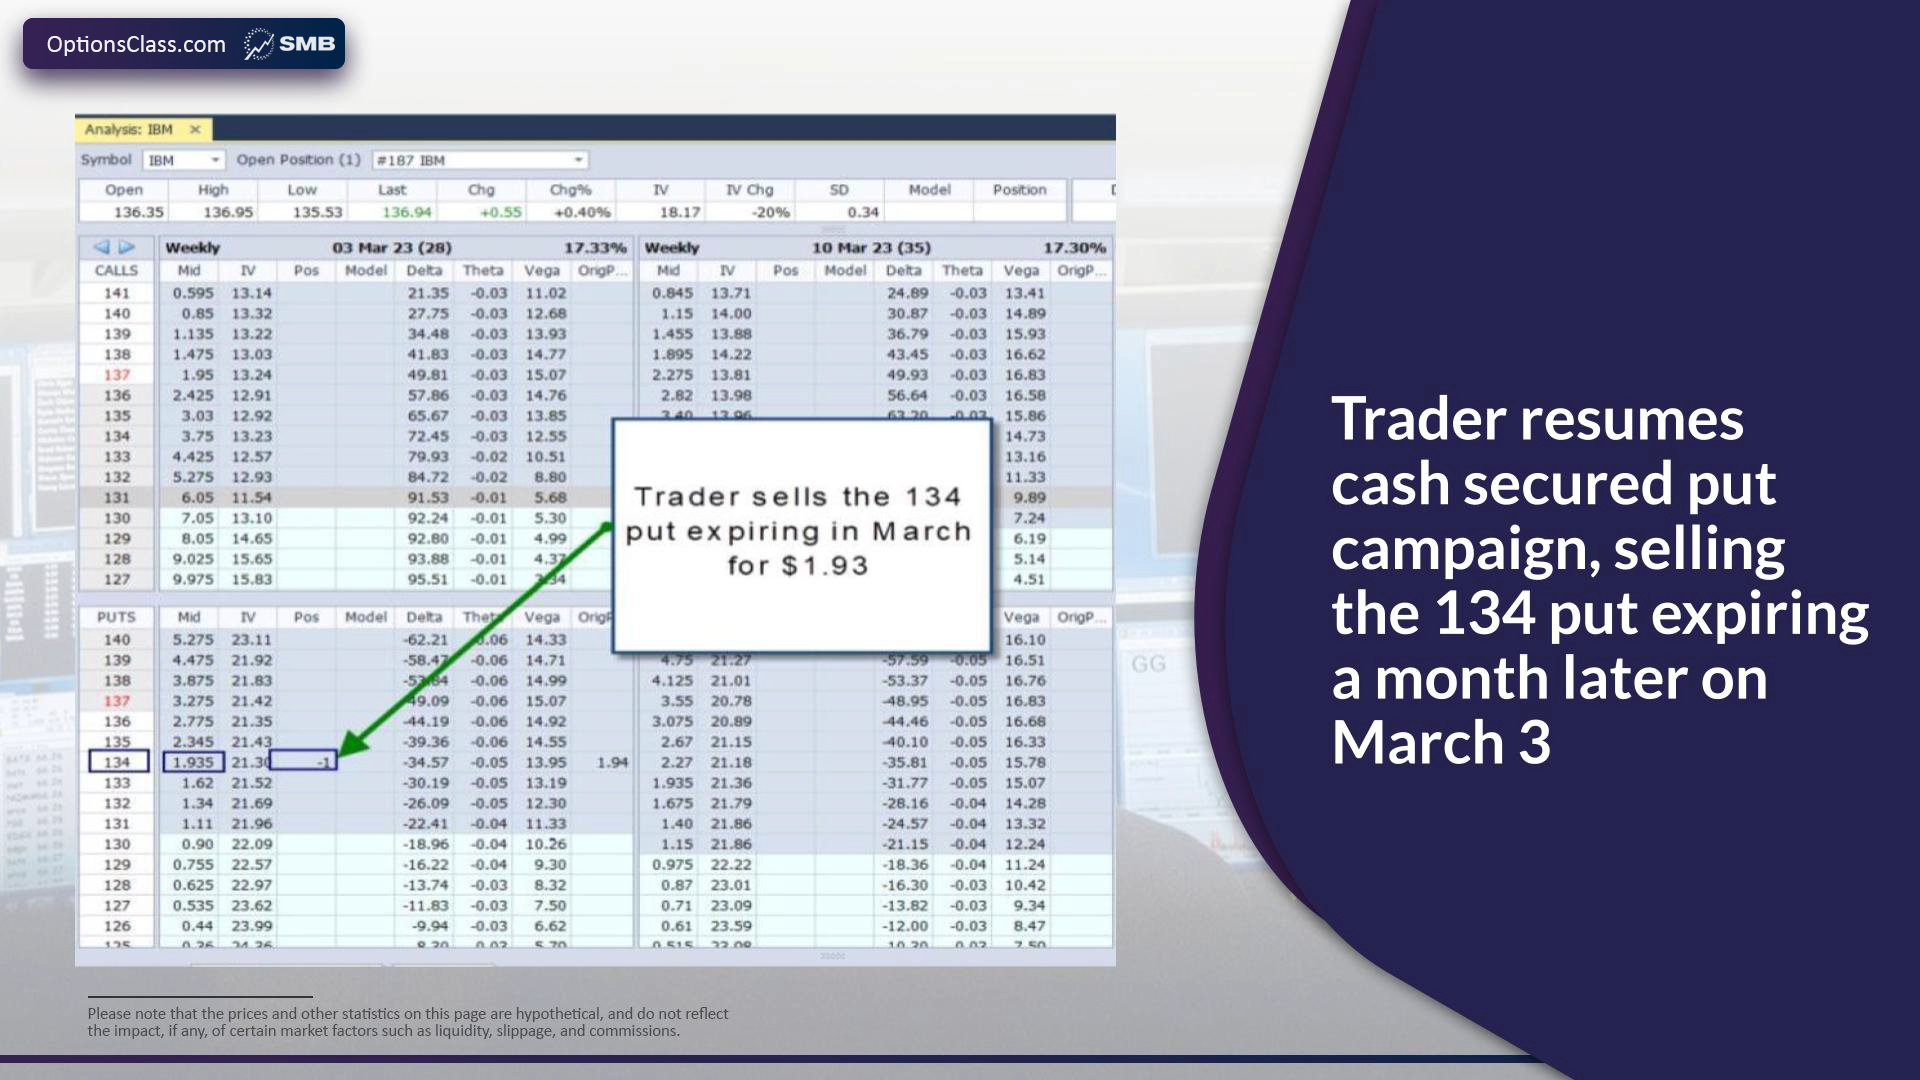 OptionsClass.com SMB
Analysis: IBM ×
Symbol IBM Open Position (1) #187 IBM
Open High Low Last Chg Chg% IV IV Chg SD Model Position
136.35 136.95 135.53 136.94 +0.55 +0.40% 18.17 -20% 0.34
Weekly 03 Mar 23 (28) 17.33% Weekly 10 Mar 23 (35) 17.30%
CALLS Mid IV Pos Model Delta Theta Vega OrigP... Mid IV Pos Model Delta Theta Vega OrigP...
141 0.595 13.14 21.35 -0.03 11.02 0.845 13.71 24.89 -0.03 13.41
140 0.85 13.32 27.75 -0.03 12.68 1.15 14.00 30.87 -0.03 14.89
139 1.135 13.22 34.48 -0.03 13.93 1.455 13.88 36.79 -0.03 15.93
138 1.475 13.03 41.83 -0.03 14.77 1.895 14.22 43.45 -0.03 16.62
137 1.95 13.24 49.81 -0.03 15.07 2.275 13.81 49.93 -0.03 16.83
136 2.425 12.91 57.86 -0.03 14.76 2.82 13.98 56.64 -0.03 16.58
135 3.03 12.92 65.67 -0.03 13.85 3.40 13.96 63.20 -0.03 15.86
134 3.75 13.23 72.45 -0.03 12.55 14.73
133 4.425 12.57 79.93 -0.02 10.51 13.16
132 5.275 12.93 84.72 -0.02 8.80 11.33
131 6.05 11.54 91.53 -0.01 5.68 9.89
130 7.05 13.10 92.24 -0.01 5.30 7.24
129 8.05 14.65 92.80 -0.01 4.99 6.19
128 9.025 15.65 93.88 -0.01 4.37 5.14
127 9.975 15.83 95.51 -0.01 4.51
Trader sells the 134
put expiring in March
for $1.93
PUTS Mid IV Pos Model Delta Theta Vega Vega OrigP...
140 5.275 23.11 -62.21 -0.06 14.33 16.10
139 4.475 21.92 -58.47 -0.06 14.71 4.75 21.27 -57.59 -0.05 16.51
138 3.875 21.83 -53.84 -0.06 14.99 4.125 21.01 -53.37 -0.05 16.76
137 3.275 21.42 -49.09 -0.06 15.07 3.55 20.78 -48.95 -0.05 16.83
136 2.775 21.35 -44.19 -0.06 14.92 3.075 20.89 -44.46 -0.05 16.68
135 2.345 21.43 -39.36 -0.06 14.55 2.67 21.15 -40.10 -0.05 16.33
134 1.935 21.30 -1 -34.57 -0.05 13.95 1.94 2.27 21.18 -35.81 -0.05 15.78
133 1.62 21.52 -30.19 -0.05 13.19 1.935 21.36 -31.77 -0.05 15.07
132 1.34 21.69 -26.09 -0.05 12.30 1.675 21.79 -28.16 -0.04 14.28
131 1.11 21.96 -22.41 -0.04 11.33 1.40 21.86 -24.57 -0.04 13.32
130 0.90 22.09 -18.96 -0.04 10.26 1.15 21.86 -21.15 -0.04 12.24
129 0.755 22.57 -16.22 -0.04 9.30 0.975 22.22 -18.36 -0.04 11.24
128 0.625 22.97 -13.74 -0.03 8.32 0.87 23.01 -16.30 -0.04 10.42
127 0.535 23.62 -11.83 -0.03 7.50 0.71 23.09 -13.82 -0.04 9.34
126 0.44 23.99 -9.94 -0.03 6.62 0.61 23.59 -12.00 -0.04 8.47
Trader resumes
cash secured put
campaign, selling
the 134 put expiring
a month later on
March 3
GG
Please note that the prices and other statistics on this page are hypothetical, and do not reflect
the impact, if any, of certain market factors such as liquidity, slippage, and commissions.